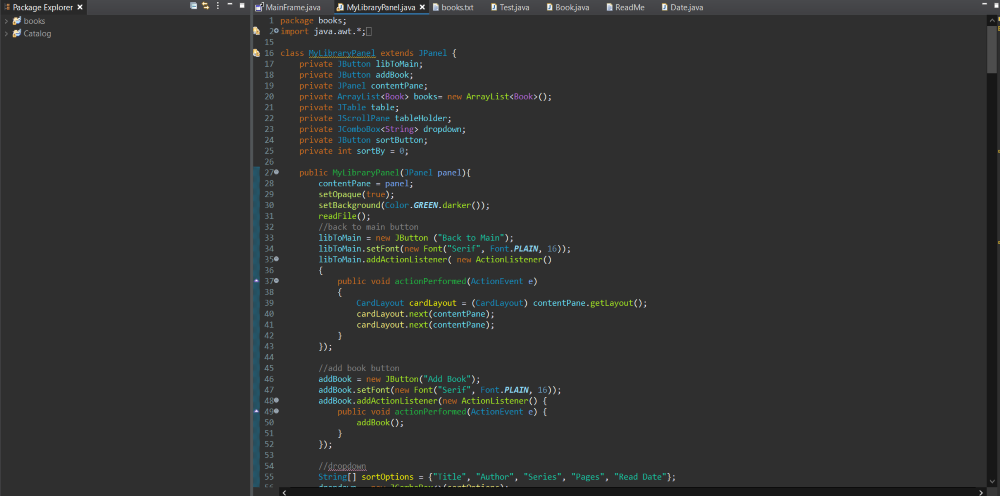 Package Explorer
books
Catalog
MainFrame.java MyLibraryPanel.java books.txt Test.java Book.java ReadMe Date.java
1 package books;
2 import java.awt.*;
15
16 class MyLibraryPanel extends JPanel {
17 private JButton libToMain;
18 private JButton addBook;
19 private JPanel contentPane;
20 private ArrayList<Book> books= new ArrayList<Book>();
21 private JTable table;
22 private JScrollPane tableHolder;
23 private JComboBox<String> dropdown;
24 private JButton sortButton;
25 private int sortBy = 0;
26
27 public MyLibraryPanel(JPanel panel){
28 contentPane = panel;
29 setOpaque(true);
30 setBackground(Color.GREEN.darker());
31 readFile();
32 //back to main button
33 libToMain = new JButton ("Back to Main");
34 libToMain.setFont(new Font("Serif", Font.PLAIN, 16));
35 libToMain.addActionListener( new ActionListener()
36 {
37 public void actionPerformed(ActionEvent e)
38 {
39 CardLayout cardLayout = (CardLayout) contentPane.getLayout();
40 cardLayout.next(contentPane);
41 cardLayout.next(contentPane);
42 }
43 });
44
45 //add book button
46 addBook = new JButton("Add Book");
47 addBook.setFont(new Font("Serif", Font.PLAIN, 16));
48 addBook.addActionListener(new ActionListener() {
49 public void actionPerformed(ActionEvent e) {
50 addBook();
51 }
52 });
53
54 //dropdown
55 String[] sortOptions = {"Title", "Author", "Series", "Pages", "Read Date"};